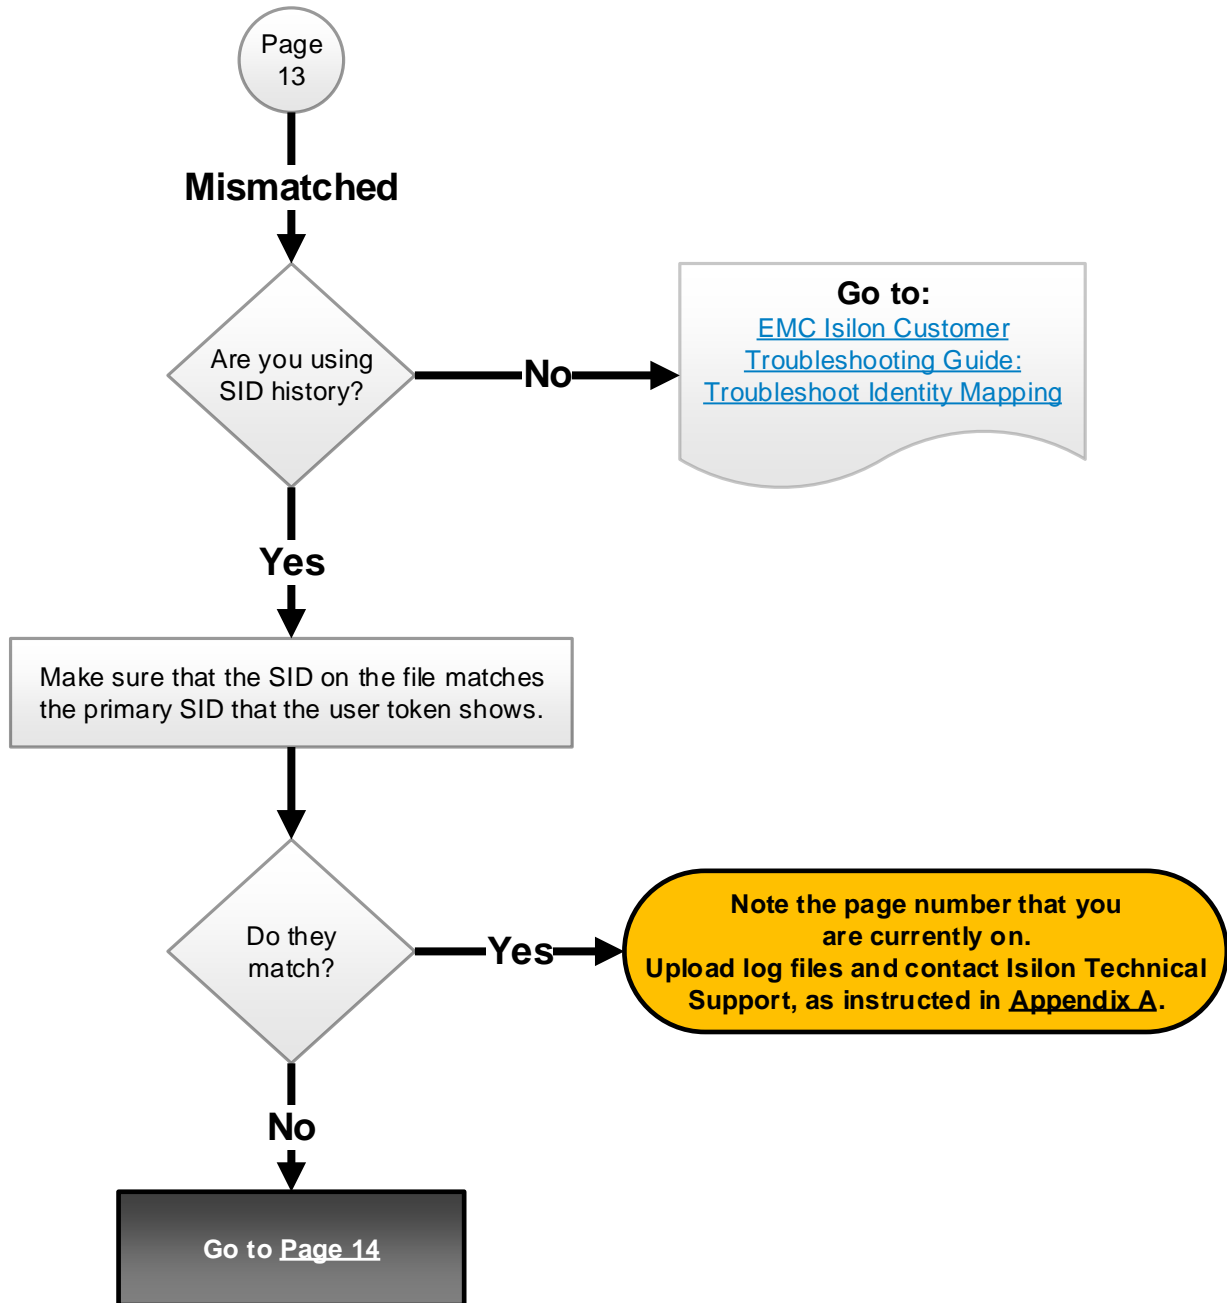 Page
13
Mismatched
Are you using
SID history?
No
Go to:
EMC Isilon Customer
Troubleshooting Guide:
Troubleshoot Identity Mapping
Yes
Make sure that the SID on the file matches
the primary SID that the user token shows.
Do they
match?
Yes
Note the page number that you
are currently on.
Upload log files and contact Isilon Technical
Support, as instructed in Appendix A.
No
Go to Page 14